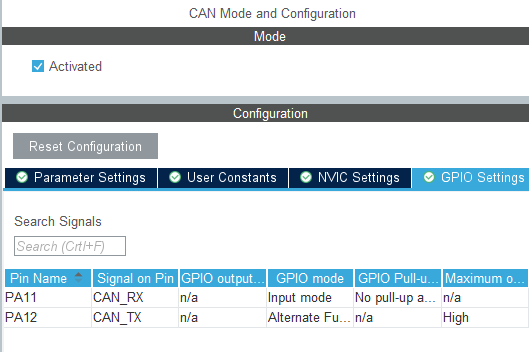 CAN Mode and Configuration
Mode
Activated
Configuration
Reset Configuration
Parameter Settings User Constants NVIC Settings GPIO Settings
Search Signals
Search (CrtI+F)
Pin Name Signal on Pin GPIO output... GPIO mode GPIO Pull-u... Maximum o...
PA11 CAN_RX n/a Input mode No pull-up a... n/a
PA12 CAN_TX n/a Alternate Fu... n/a High